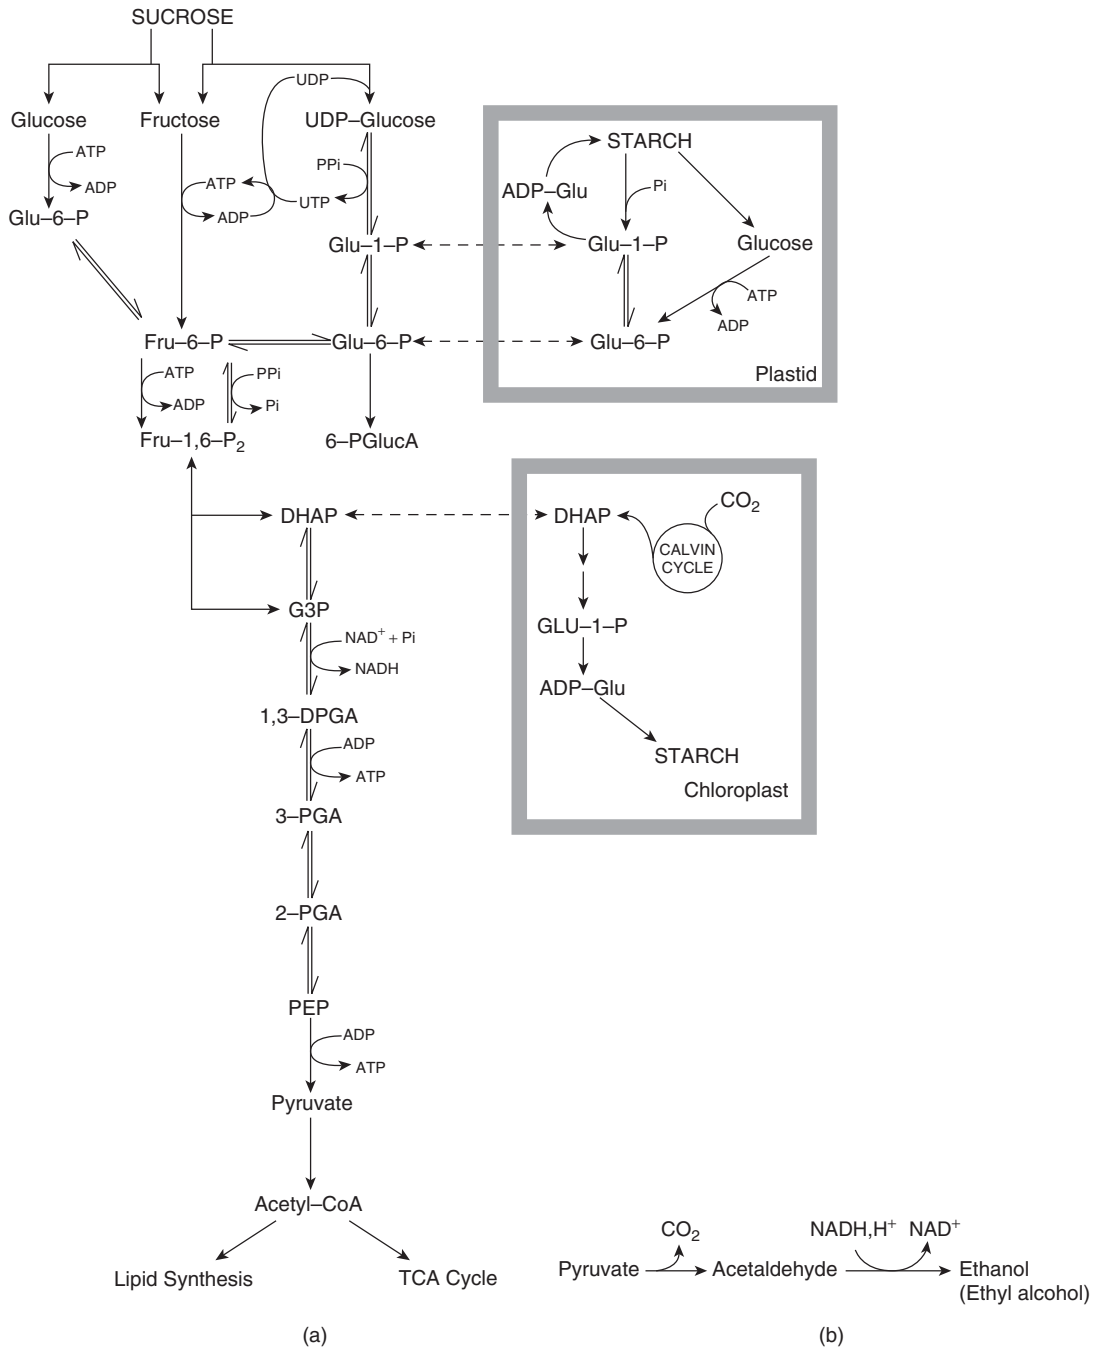 SUCROSE
UDP
Glucose
Fructose
UDP–Glucose
ATP
ADP
PPi
ATP
ADP
UTP
Glu–6–P
Glu–1–P
Fru–6–P
Glu–6–P
ATP
ADP
PPi
Pi
Fru–1,6–P2
6–PGlucA
STARCH
ADP–Glu
Pi
Glu–1–P
Glucose
ATP
ADP
Glu–6–P
Plastid
DHAP
G3P
NAD+ + Pi
NADH
1,3–DPGA
ADP
ATP
3–PGA
2–PGA
PEP
ADP
ATP
Pyruvate
Acetyl–CoA
Lipid Synthesis
TCA Cycle
(a)
DHAP
CO2
CALVIN
CYCLE
GLU–1–P
ADP–Glu
STARCH
Chloroplast
CO2
NADH,H+
NAD+
Pyruvate
Acetaldehyde
Ethanol
(Ethyl alcohol)
(b)